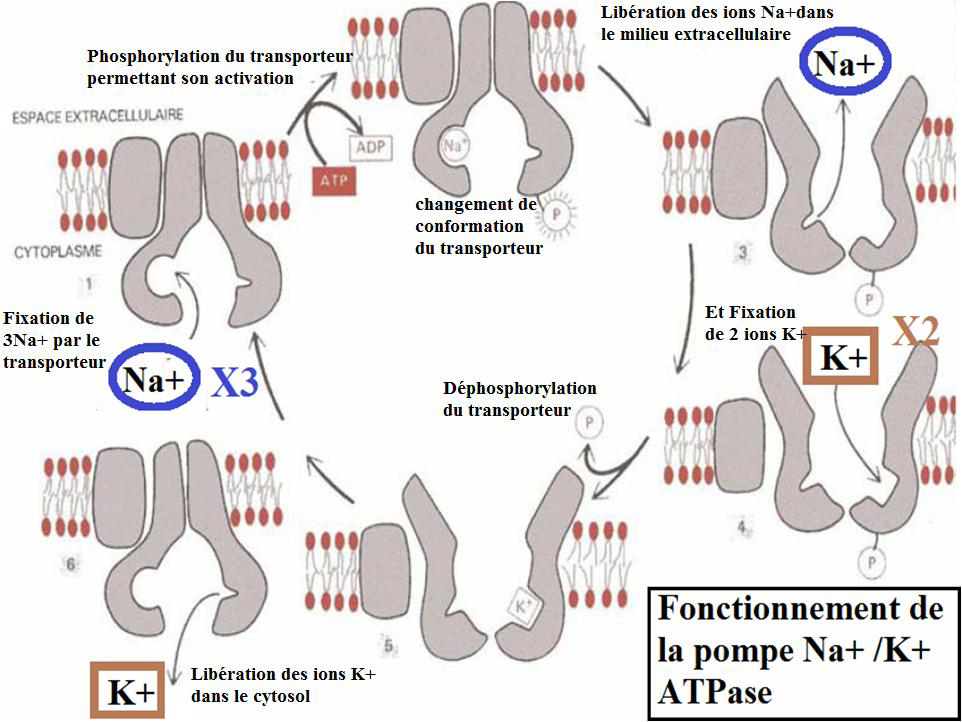 Phosphorylation du transporteur
permettant son activation
Libération des ions Na+dans
le milieu extracellulaire
Na+
ESPACE EXTRACELLULAIRE
ADP
ATP
Na+
P
changement de
conformation
du transporteur
CYTOPLASME
1
3
P
Fixation de
3Na+ par le
transporteur
Na+
X3
Et Fixation
de 2 ions K+
X2
K+
Déphosphorylation
du transporteur
P
4
P
6
5
K+
K+
Libération des ions K+
dans le cytosol
Fonctionnement de
la pompe Na+ /K+
ATPase